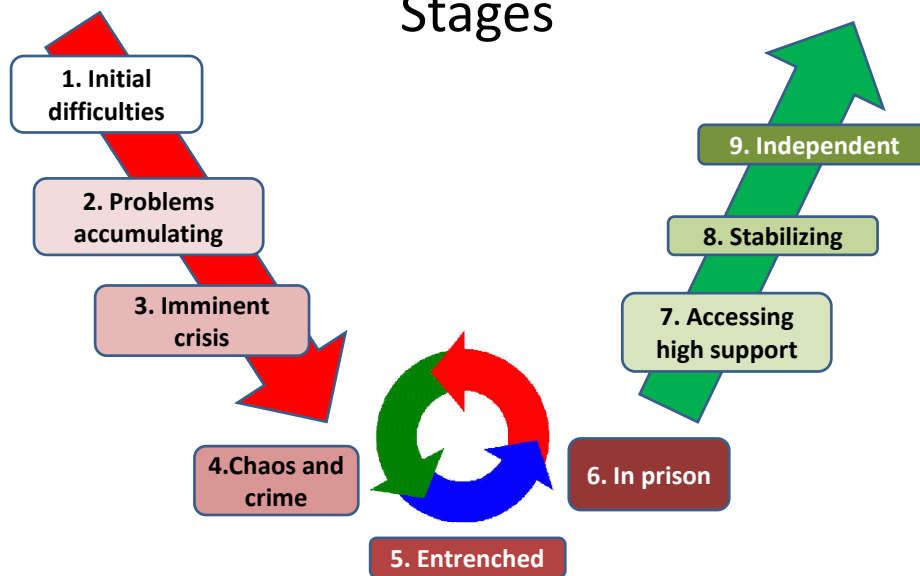 Stages
1. Initial
difficulties
2. Problems
accumulating
3. Imminent
crisis
4.Chaos and
crime
5. Entrenched
6. In prison
7. Accessing
high support
8. Stabilizing
9. Independent